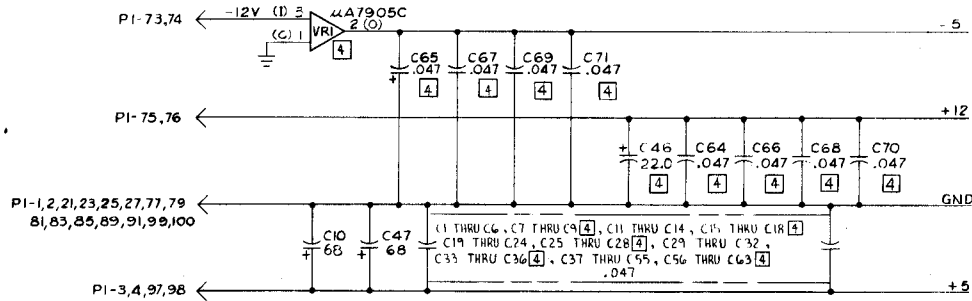 P1-73,74
-12V (I) 3
μA7905C
2 (O)
(G) 1
VR1
4
-5
C65
.047
4
C67
.047
4
C69
.047
4
C71
.047
4
P1-75,76
+12
C46
22.0
4
C64
.047
4
C66
.047
4
C68
.047
4
C70
.047
4
P1-1,2,21,23,25,27,77,79
81,83,85,89,91,99,100
GND
C10
68
C47
68
C1 THRU C6, C7 THRU C9 4, C11 THRU C14, C15 THRU C18 4
C19 THRU C24, C25 THRU C28 4, C29 THRU C32,
C33 THRU C36 4, C37 THRU C55, C56 THRU C63 4
.047
P1-3,4,97,98
+5